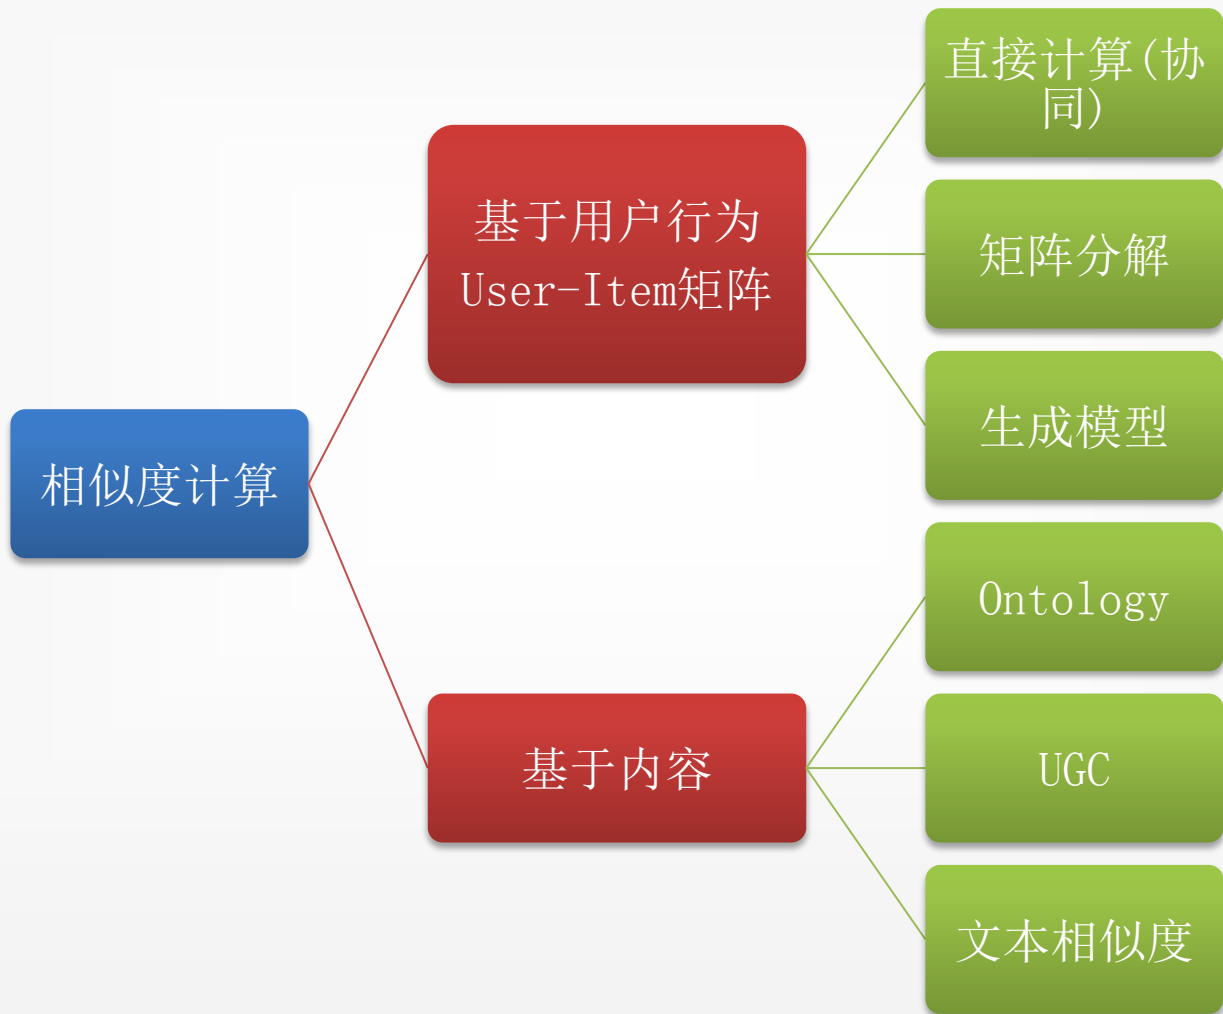 相似度计算
基于用户行为
User-Item矩阵
直接计算(协
同)
矩阵分解
生成模型
基于内容
Ontology
UGC
文本相似度